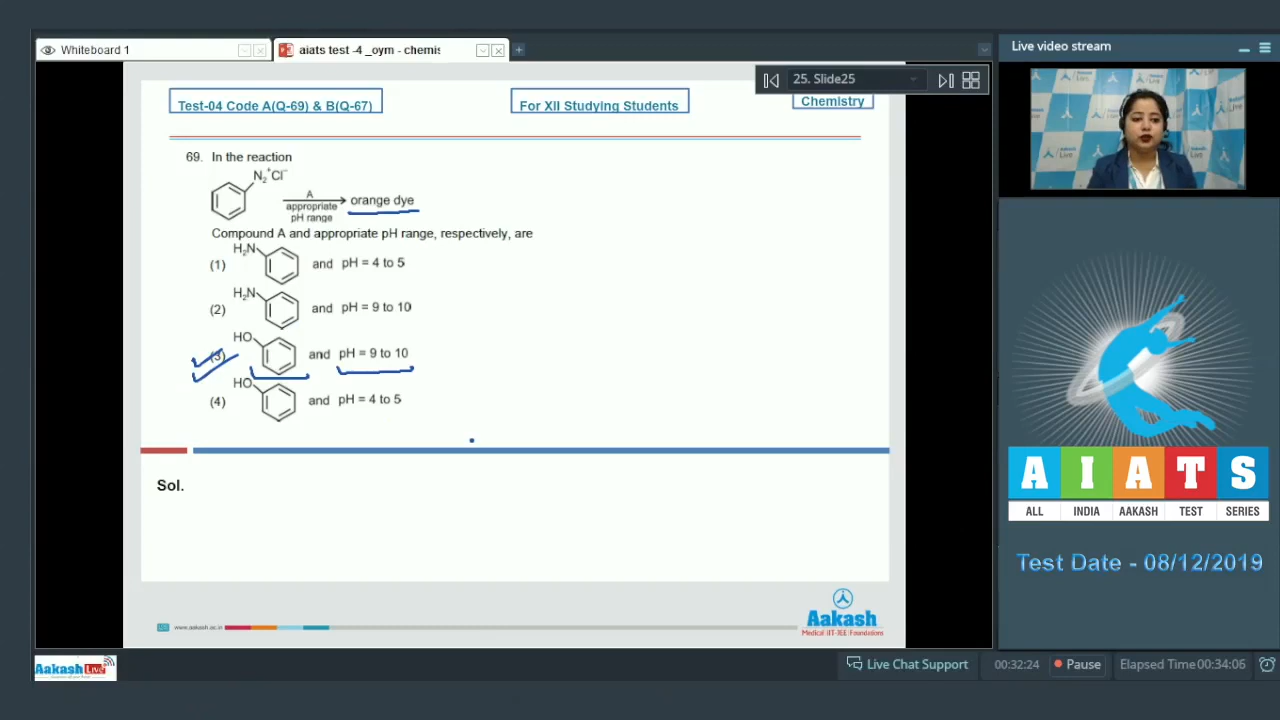 Whiteboard 1
aiats test -4 _oym - chemis
Live video stream
25. Slide25
Test-04 Code A(Q-69) & B(Q-67)
For XII Studying Students
Chemistry
69. In the reaction
N2+Cl−
A
appropriate
pH range
orange dye
Compound A and appropriate pH range, respectively, are
H2N
(1) and pH = 4 to 5
H2N
(2) and pH = 9 to 10
HO
(3) and pH = 9 to 10
HO
(4) and pH = 4 to 5
Sol.
www.aakash.ac.in
Aakash
Medical|IIT-JEE|Foundations
A I A T S
ALL INDIA AAKASH TEST SERIES
Test Date - 08/12/2019
Aakash Live
Live Chat Support
00:32:24
Pause
Elapsed Time 00:34:06